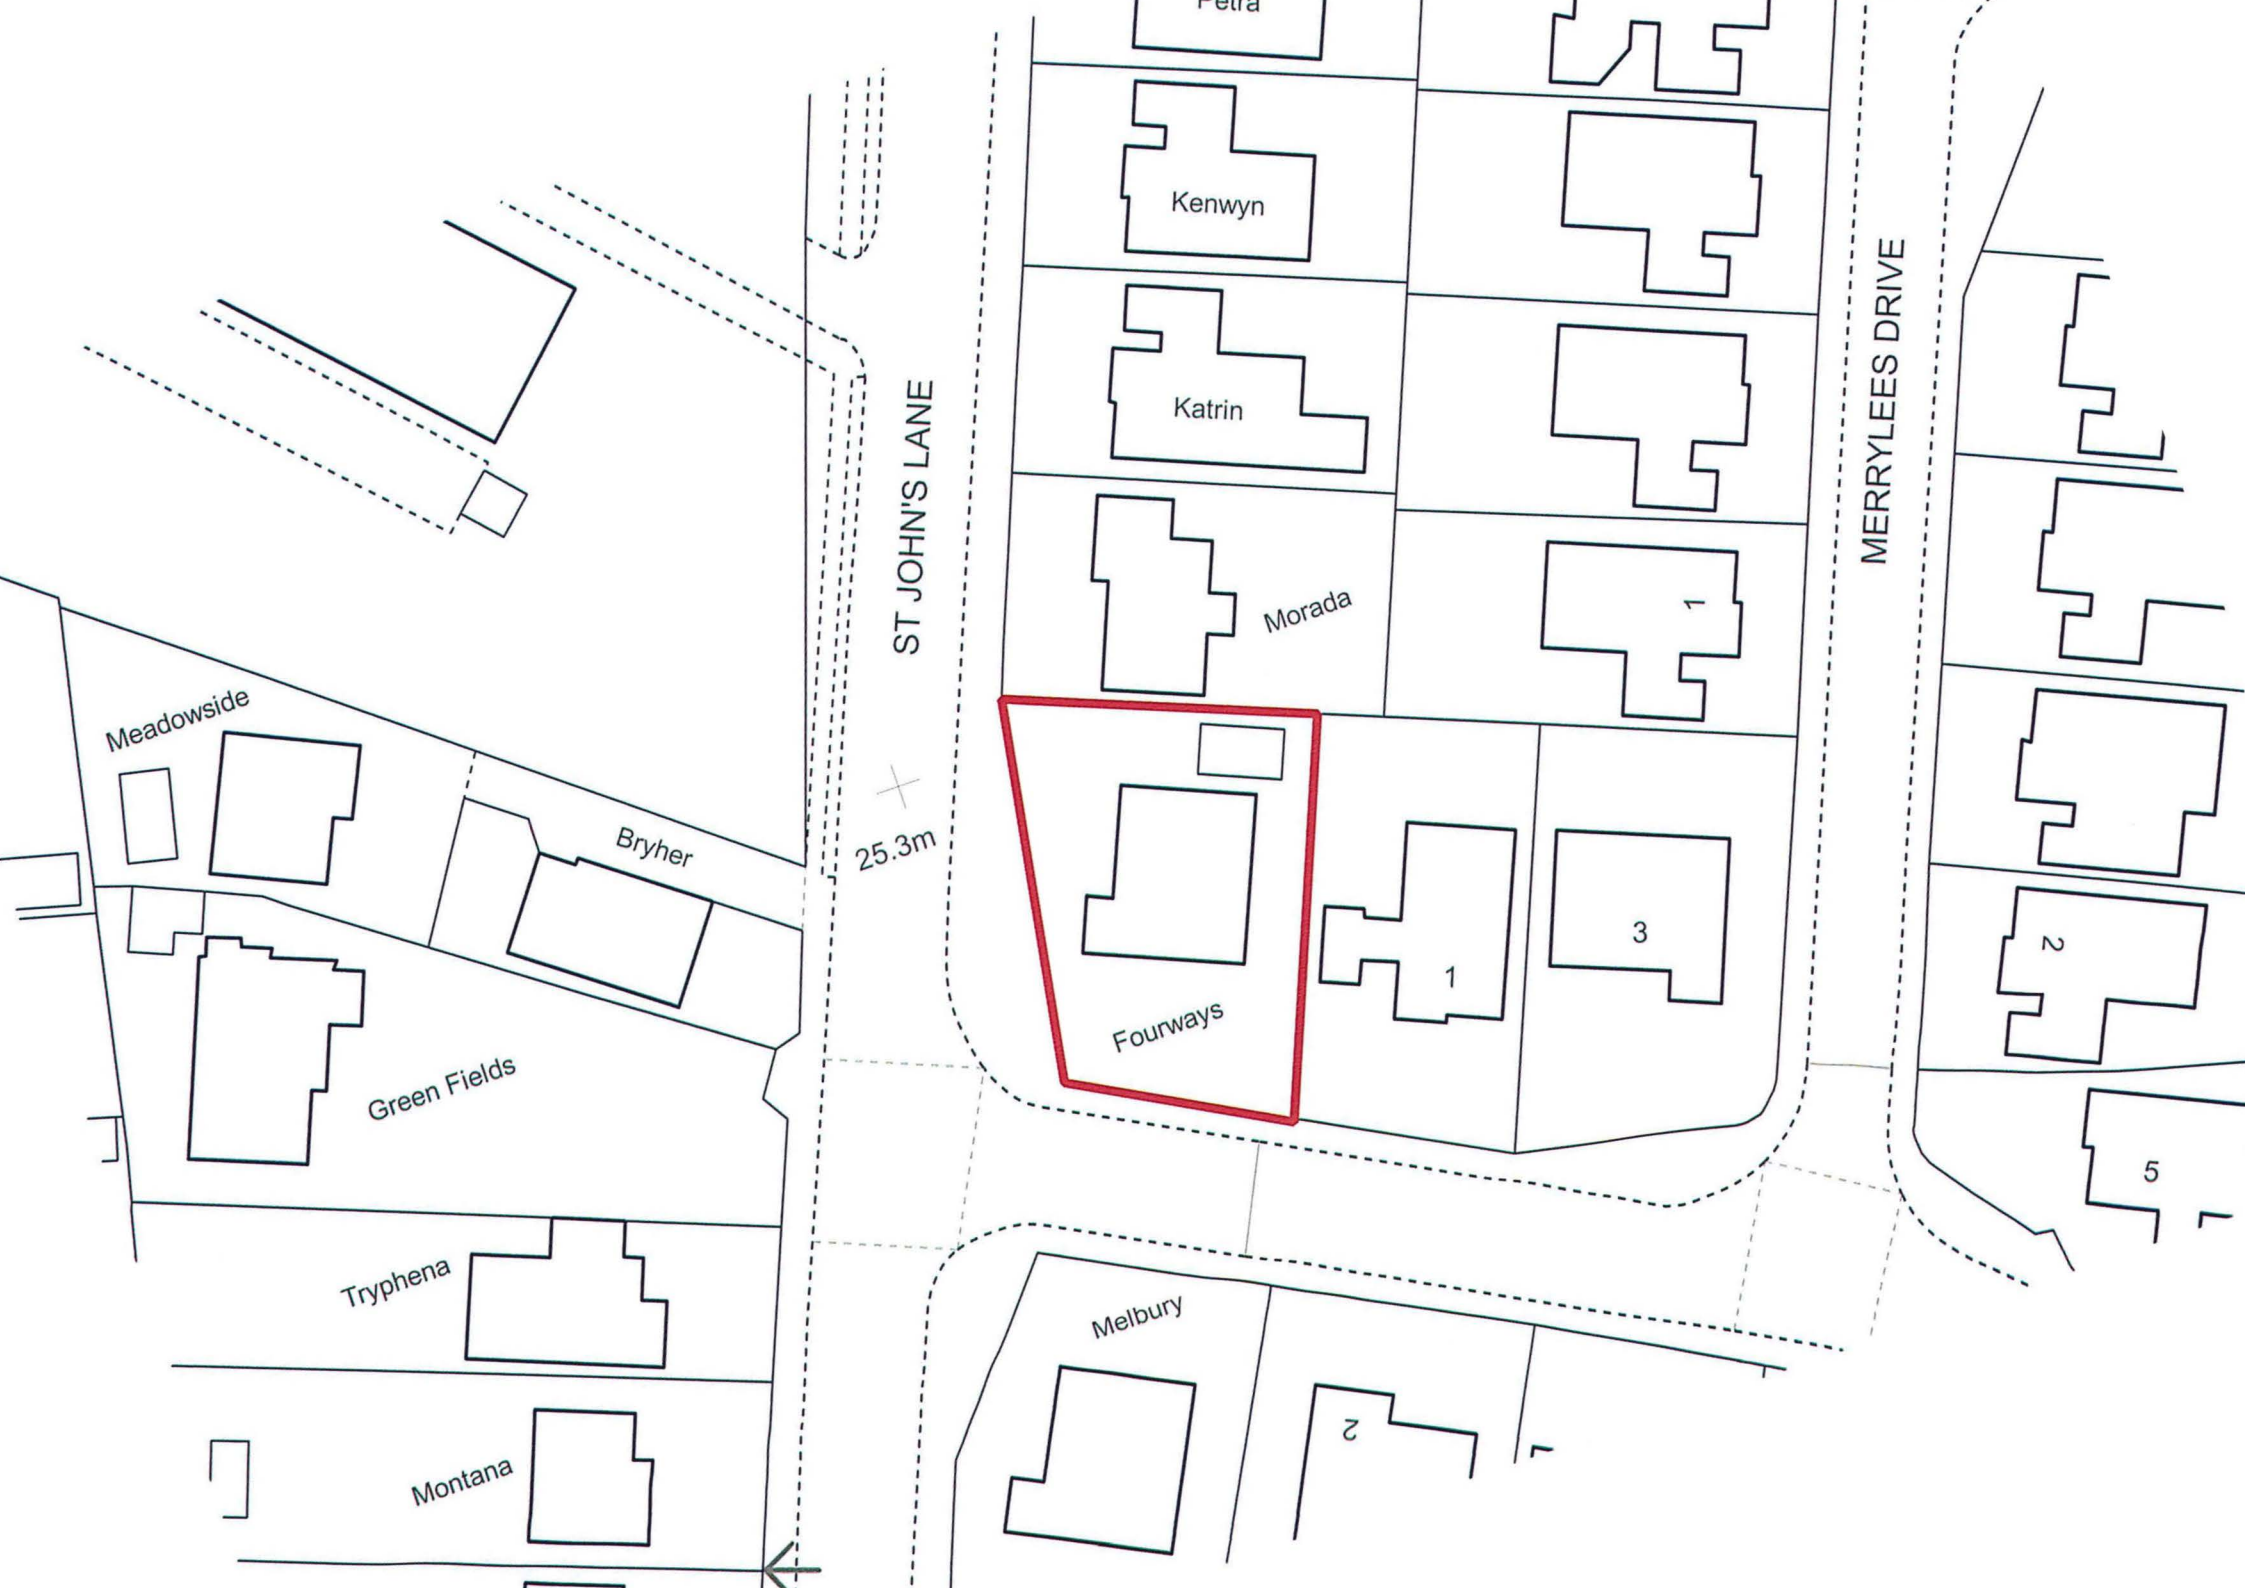 Petra
Kenwyn
Katrin
ST JOHN'S LANE
MERRYLEES DRIVE
Morada
1
Meadowside
Bryher
25.3m
Fourways
1
3
2
Green Fields
5
Tryphena
Melbury
2
Montana